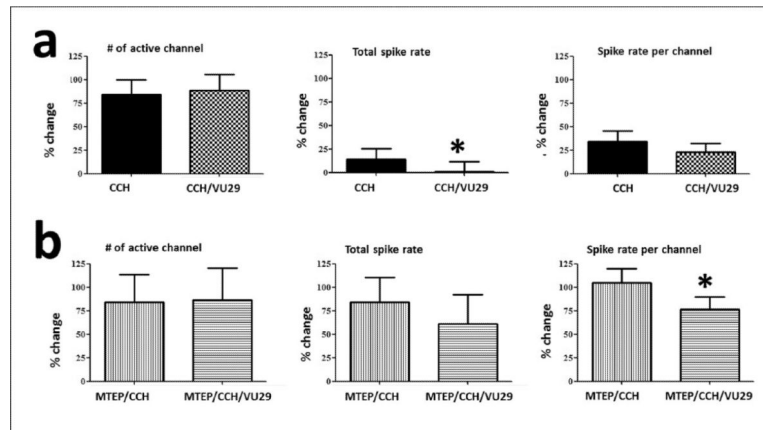 a
# of active channel
Total spike rate
Spike rate per channel
% change
125
100
75
50
25
0
CCH
CCH/VU29
% change
125
100
75
50
25
0
*
CCH
CCH/VU29
, % change
125
100
75
50
25
0
CCH
CCH/VU29
b
# of active channel
Total spike rate
Spike rate per channel
% change
125
100
75
50
25
0
MTEP/CCH
MTEP/CCH/VU29
% change
125
100
75
50
25
0
MTEP/CCH
MTEP/CCH/VU29
% change
125
100
75
50
25
0
*
MTEP/CCH
MTEP/CCH/VU29